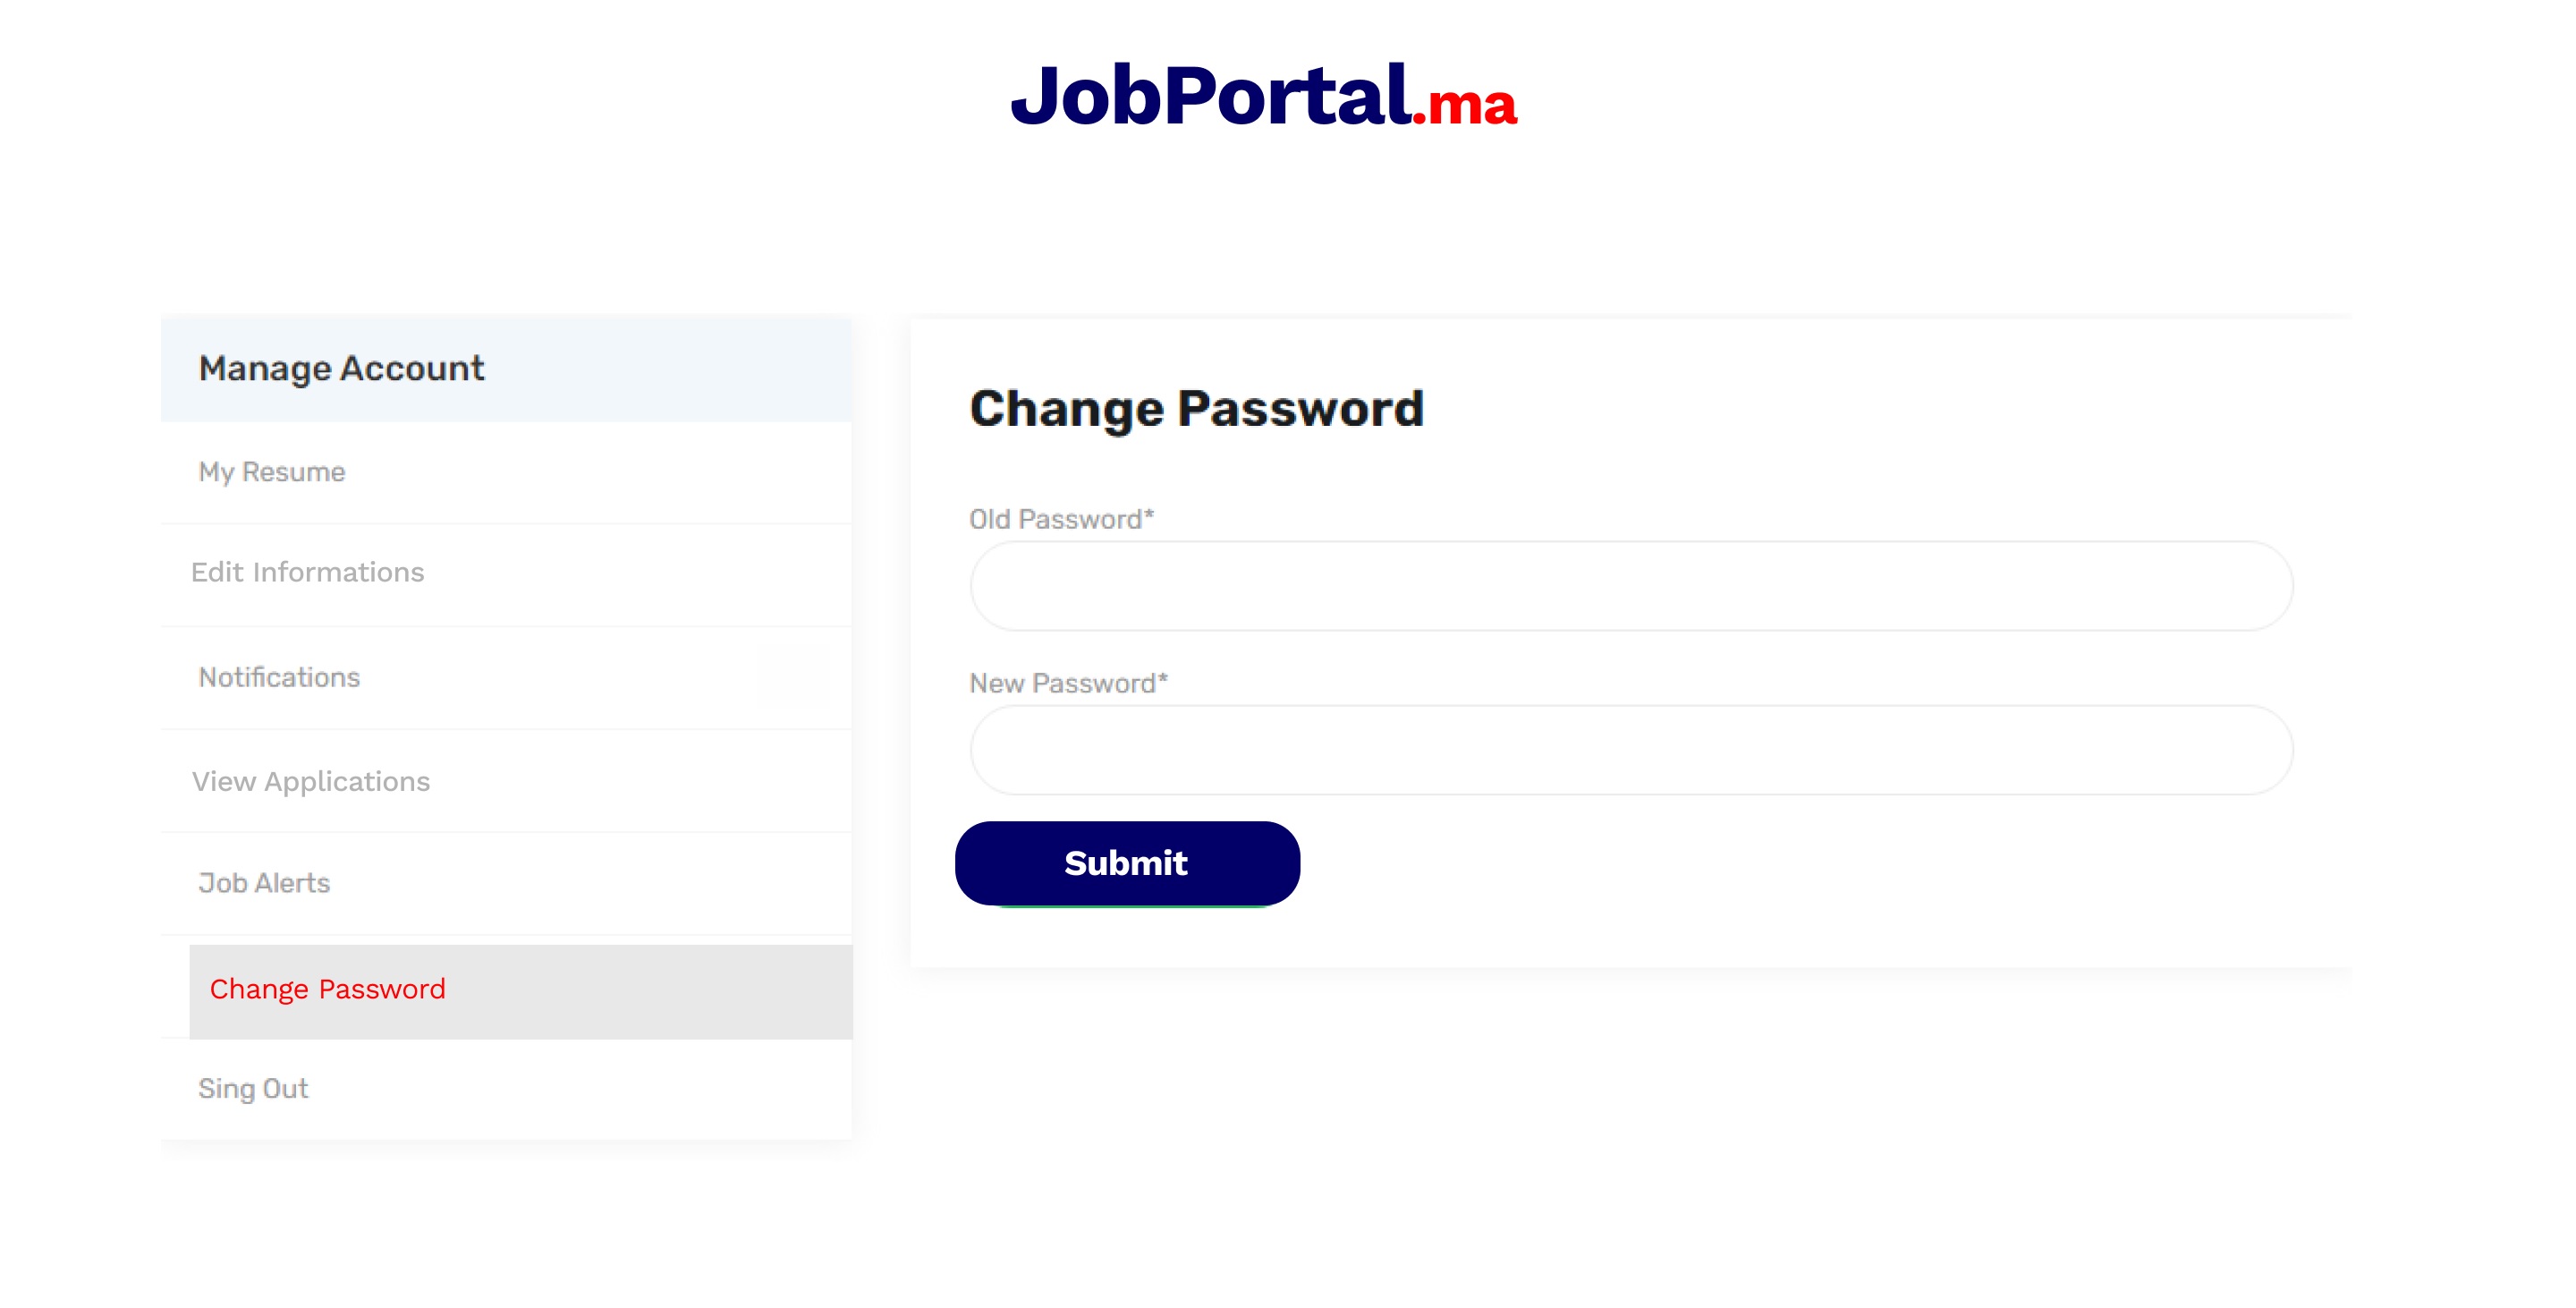 JobPortal.ma
Manage Account
My Resume
Edit Informations
Notifications
View Applications
Job Alerts
Change Password
Sing Out
Change Password
Old Password*
New Password*
Submit